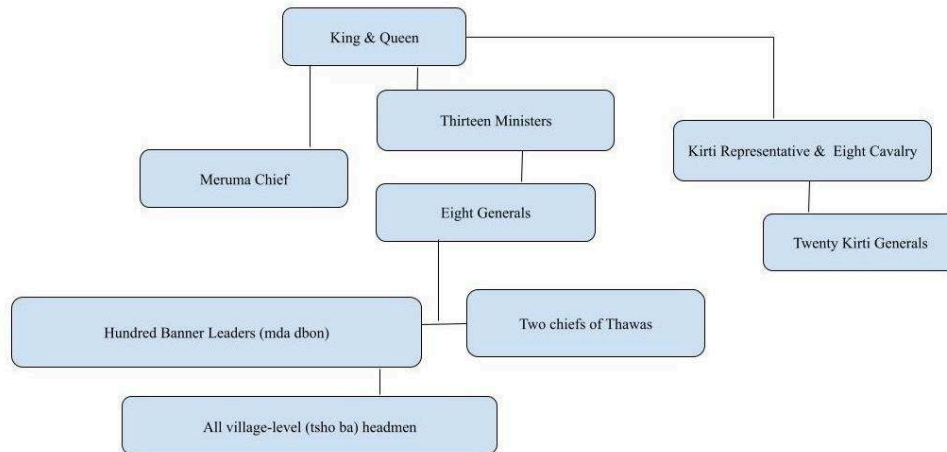 King & Queen
Thirteen Ministers
Kirti Representative & Eight Cavalry
Meruma Chief
Eight Generals
Twenty Kirti Generals
Hundred Banner Leaders (mda dbon)
Two chiefs of Thawas
All village-level (tsho ba) headmen